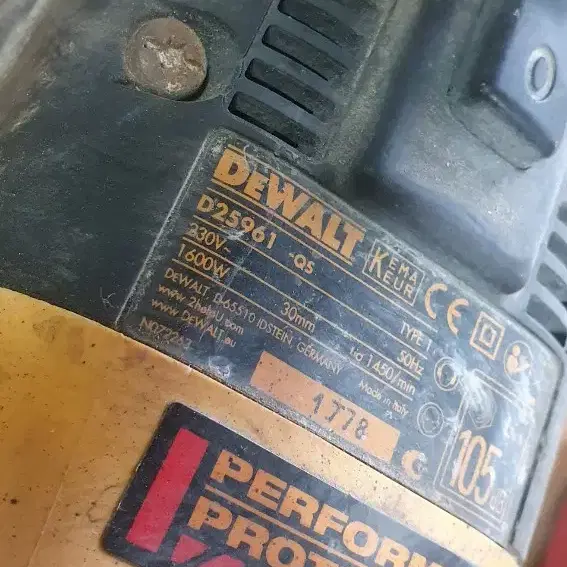 DEWALT
D25961 -QS
KEMA
KEUR
CE
230V~ TYPE 1
1600W 30mm 50Hz
DEWALT, D-65510 IDSTEIN, GERMANY 1450/min
www.2helpU.com
www.DEWALT.eu Made in Italy
1778
105
PERFORM
PROT